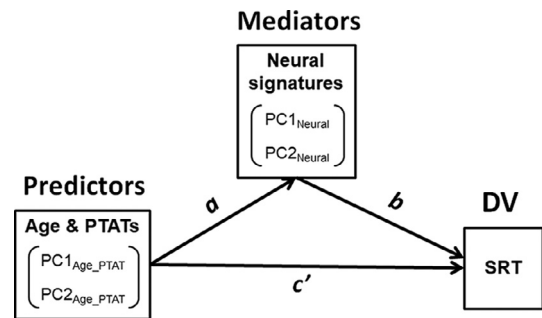 Mediators
Neural
signatures
PC1Neural
PC2Neural
Predictors
Age & PTATs
PC1Age_PTAT
PC2Age_PTAT
a
b
c’
DV
SRT